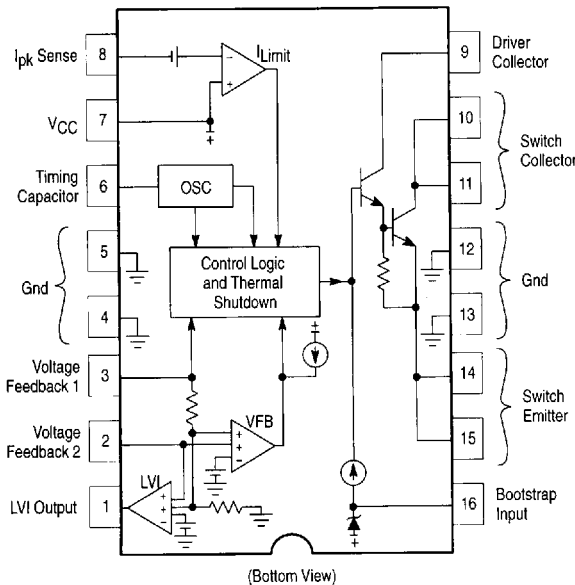 Ipk Sense
8
ILimit
9
Driver
Collector
VCC
7
10
Switch
Collector
Timing
Capacitor
6
OSC
11
Gnd
5
4
Control Logic
and Thermal
Shutdown
12
13
Gnd
Voltage
Feedback 1
3
14
Switch
Emitter
Voltage
Feedback 2
2
VFB
15
LVI Output
1
LVI
16
Bootstrap
Input
(Bottom View)